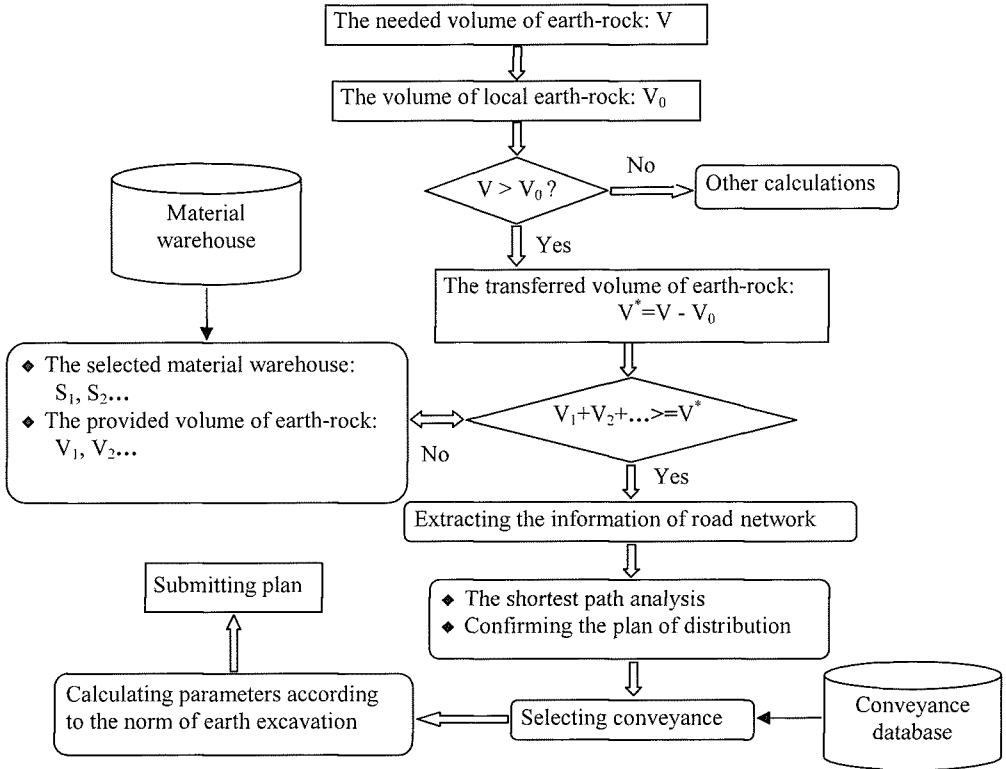 The needed volume of earth-rock: V
The volume of local earth-rock: V₀
V > V₀ ?
No
Other calculations
Yes
Material
warehouse
The transferred volume of earth-rock:
V*=V - V₀
❖ The selected material warehouse:
S₁, S₂...
❖ The provided volume of earth-rock:
V₁, V₂...
V₁+V₂+...>=V*
No
Yes
Extracting the information of road network
❖ The shortest path analysis
❖ Confirming the plan of distribution
Submitting plan
Calculating parameters according
to the norm of earth excavation
Selecting conveyance
Conveyance
database